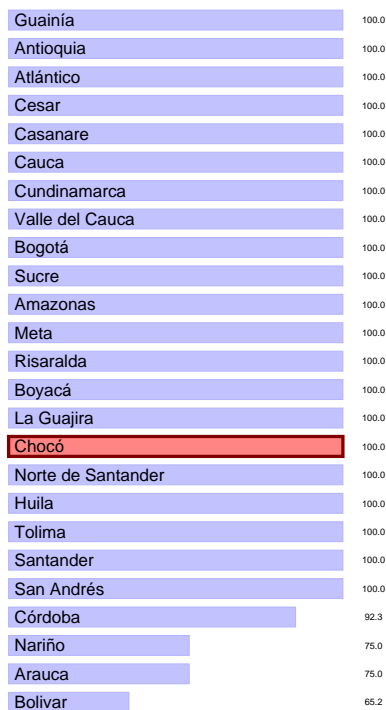 Guainía 100.0
Antioquia 100.0
Atlántico 100.0
Cesar 100.0
Casanare 100.0
Cauca 100.0
Cundinamarca 100.0
Valle del Cauca 100.0
Bogotá 100.0
Sucre 100.0
Amazonas 100.0
Meta 100.0
Risaralda 100.0
Boyacá 100.0
La Guajira 100.0
Chocó 100.0
Norte de Santander 100.0
Huila 100.0
Tolima 100.0
Santander 100.0
San Andrés 100.0
Córdoba 92.3
Nariño 75.0
Arauca 75.0
Bolivar 65.2